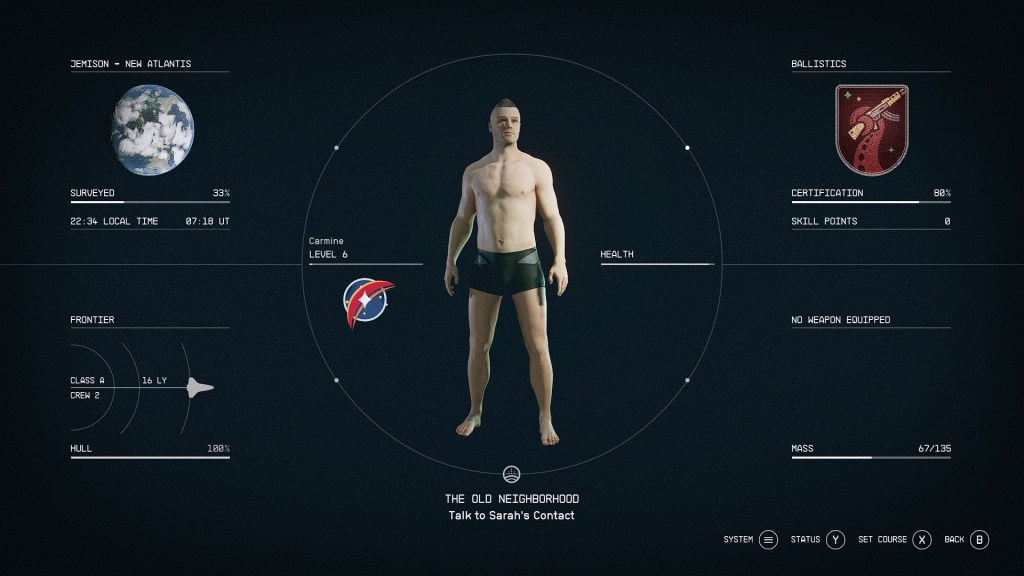 JEMISON - NEW ATLANTIS
SURVEYED 33%
22:34 LOCAL TIME 07:18 UT
FRONTIER
CLASS A 16 LY
CREW 2
HULL 100%
Carmine
LEVEL 6
HEALTH
THE OLD NEIGHBORHOOD
Talk to Sarah's Contact
BALLISTICS
CERTIFICATION 80%
SKILL POINTS 0
NO WEAPON EQUIPPED
MASS 67/135
SYSTEM STATUS Y SET COURSE X BACK B